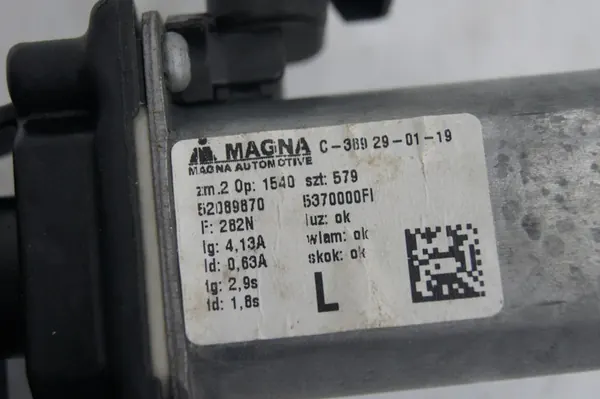 MAGNA C-389 29-01-19
MAGNA AUTOMOTIVE
zm.2 Op: 1540 szt: 579
52089870 5370000FI
F: 282N luz: ok
Ig: 4,13A wlam: ok
Id: 0,63A skok: ok
tg: 2,9s
td: 1,8s
L